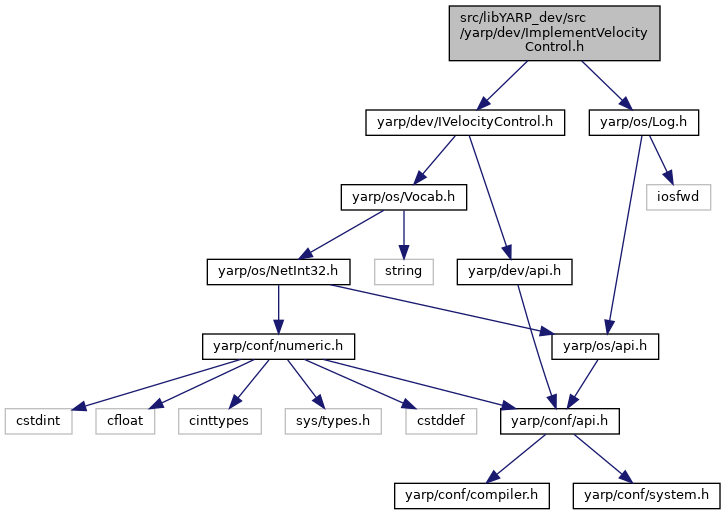 src/libYARP_dev/src
/yarp/dev/ImplementVelocity
Control.h
yarp/dev/IVelocityControl.h
yarp/os/Log.h
yarp/os/Vocab.h
iosfwd
yarp/os/NetInt32.h
string
yarp/dev/api.h
yarp/conf/numeric.h
yarp/os/api.h
cstdint
cfloat
cinttypes
sys/types.h
cstddef
yarp/conf/api.h
yarp/conf/compiler.h
yarp/conf/system.h